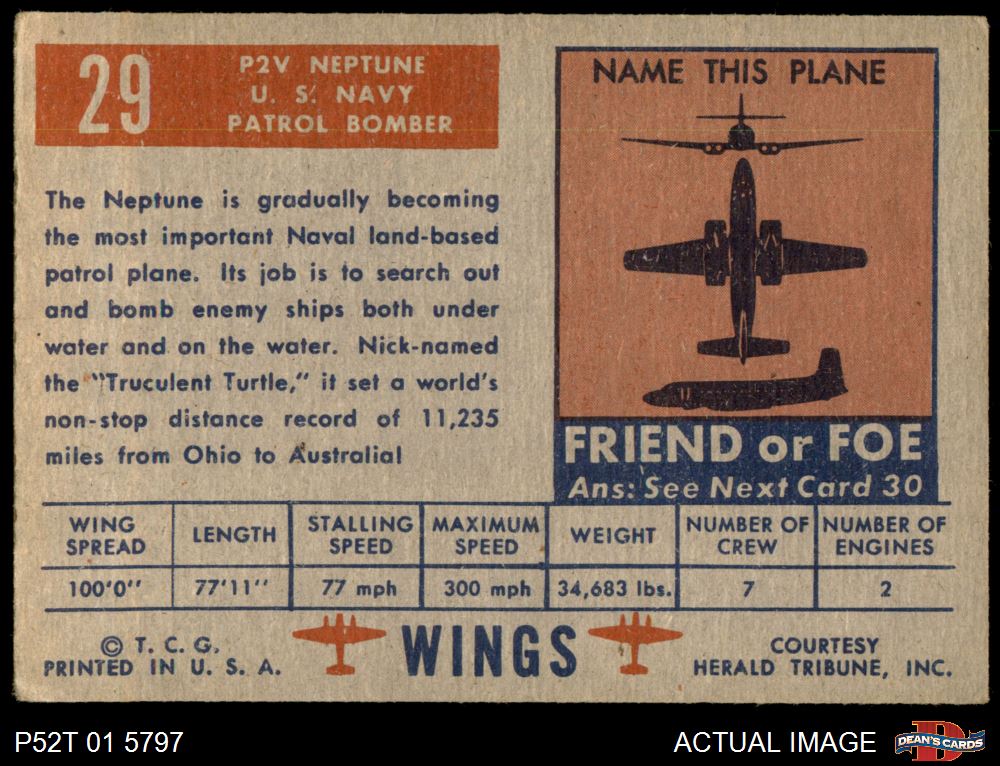 29
P2V NEPTUNE
U. S. NAVY
PATROL BOMBER
The Neptune is gradually becoming
the most important Naval land-based
patrol plane. Its job is to search out
and bomb enemy ships both under
water and on the water. Nick-named
the "Truculent Turtle," it set a world's
non-stop distance record of 11,235
miles from Ohio to Australia!
NAME THIS PLANE
FRIEND or FOE
Ans: See Next Card 30
WING SPREAD LENGTH STALLING SPEED MAXIMUM SPEED WEIGHT NUMBER OF CREW NUMBER OF ENGINES
100'0'' 77'11'' 77 mph 300 mph 34,683 lbs. 7 2
© T. C. G.
PRINTED IN U. S. A.
WINGS
COURTESY
HERALD TRIBUNE, INC.
P52T 01 5797
ACTUAL IMAGE
DEAN'S CARDS